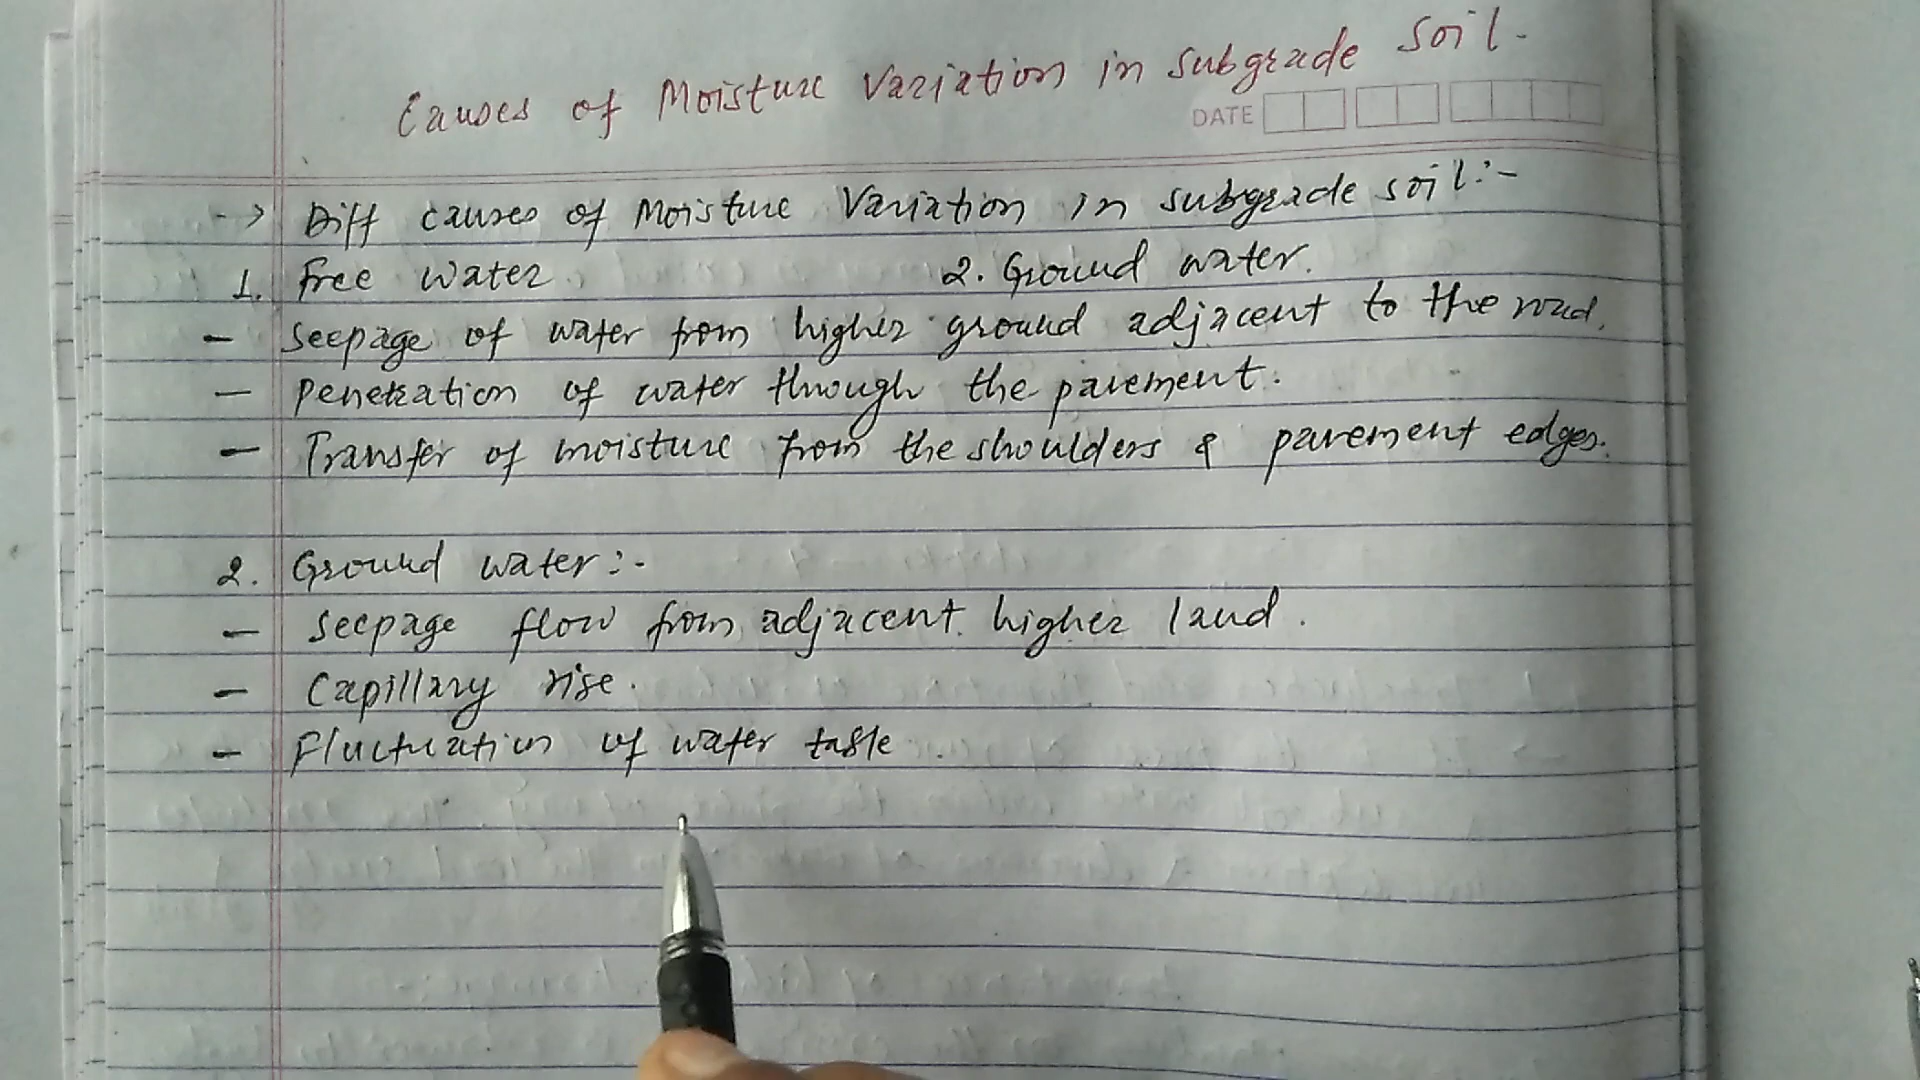 Causes of Moisture Variation in Subgrade Soil -
DATE
-> Diff causes of Moisture Variation in subgrade soil:-
1. Free water. 2. Ground water.
- Seepage of water from higher ground adjacent to the road.
- Penetration of water through the pavement.
- Transfer of moisture from the shoulders & pavement edges.
2. Ground water:-
- Seepage flow from adjacent higher land.
- Capillary rise.
- Fluctuation of water table